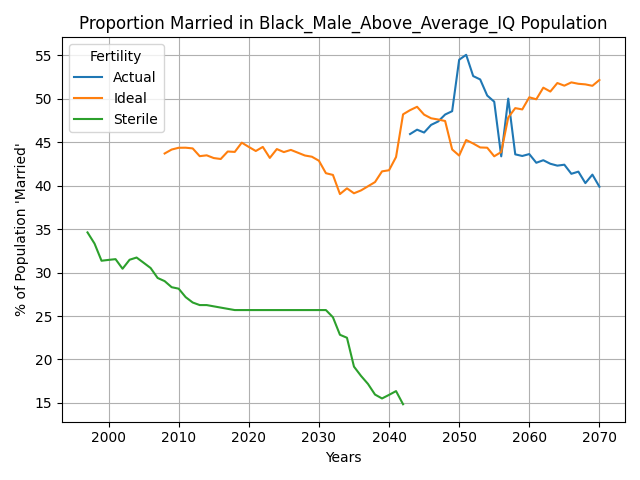 Proportion Married in Black_Male_Above_Average_IQ Population
Fertility
Actual
Ideal
Sterile
% of Population 'Married'
55
50
45
40
35
30
25
20
15
2000
2010
2020
2030
2040
2050
2060
2070
Years